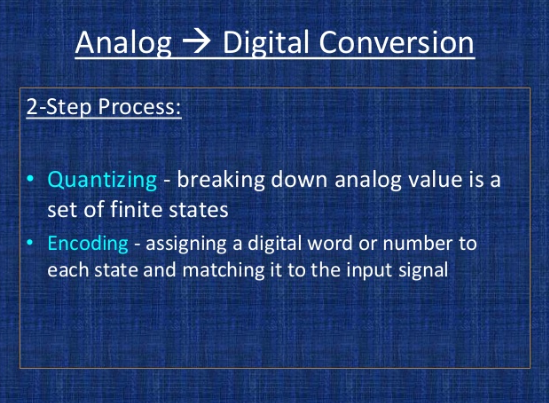 Analog → Digital Conversion
2-Step Process:
• Quantizing - breaking down analog value is a
set of finite states
• Encoding - assigning a digital word or number to
each state and matching it to the input signal